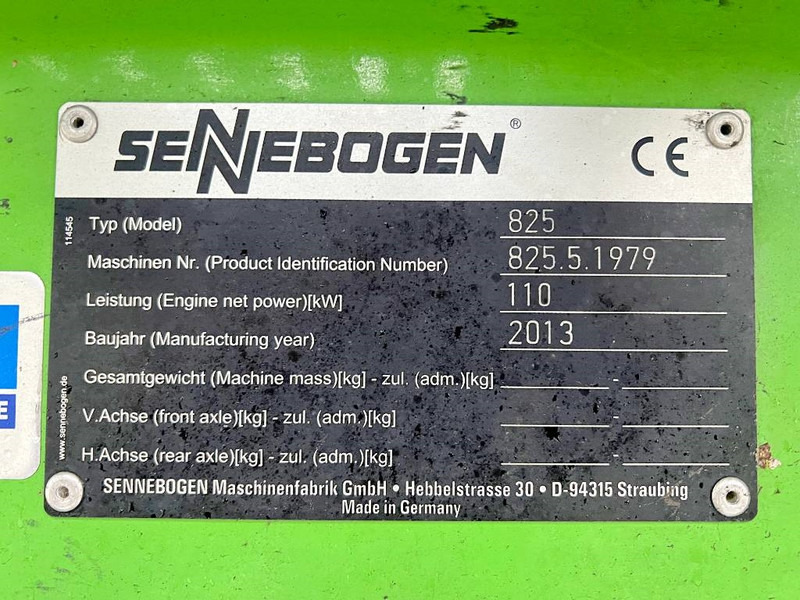 SENNEBOGEN® CE
114545
Typ (Model) 825
Maschinen Nr. (Product Identification Number) 825.5.1979
Leistung (Engine net power)[kW] 110
Baujahr (Manufacturing year) 2013
Gesamtgewicht (Machine mass)[kg] - zul. (adm.)[kg] -
V.Achse (front axle)[kg] - zul. (adm.)[kg] -
H.Achse (rear axle)[kg] - zul. (adm.)[kg] -
www.sennebogen.de
SENNEBOGEN Maschinenfabrik GmbH • Hebbelstrasse 30 • D-94315 Straubing
Made in Germany
E